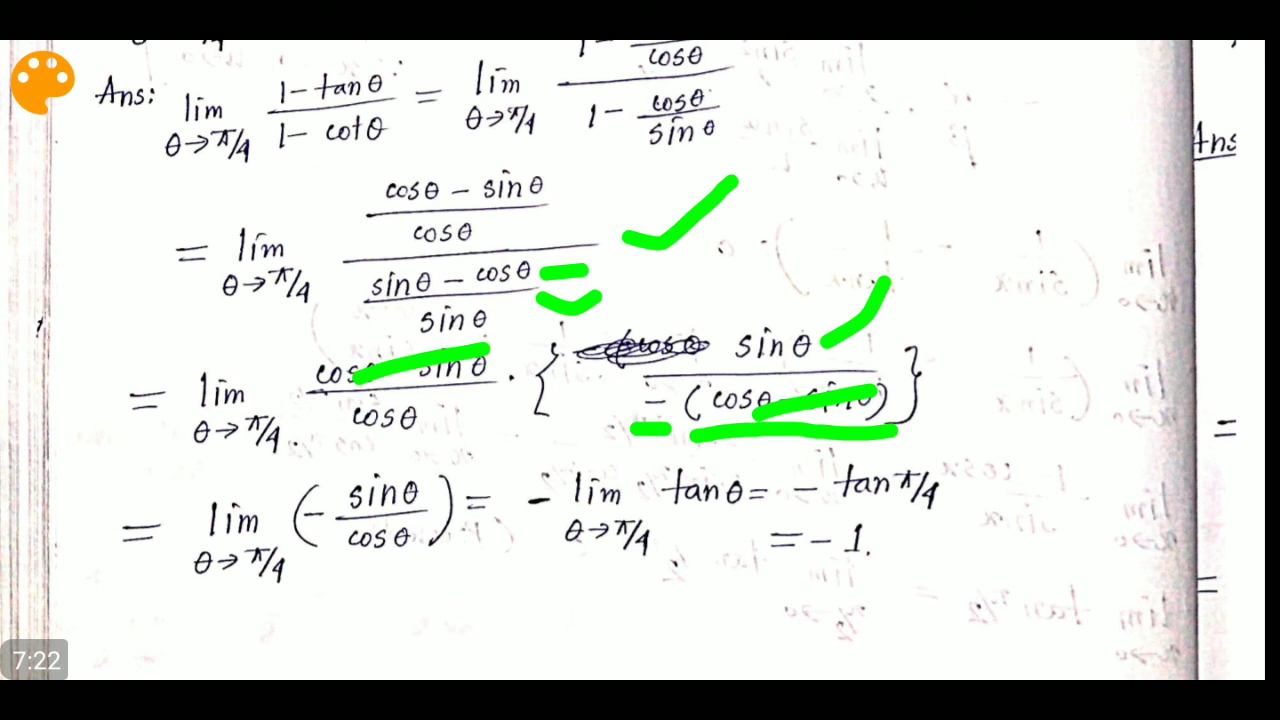 Ans: lim θ→π/4 (1-tanθ)/(1-cotθ) = lim θ→π/4 (1- /cosθ)/(1- cosθ/sinθ)
= lim θ→π/4 ((cosθ - sinθ)/cosθ)/((sinθ - cosθ)/sinθ)
= lim θ→π/4 (cosθ - sinθ)/cosθ · { sinθ/-(cosθ - sinθ) }
= lim θ→π/4 (- sinθ/cosθ) = - lim θ→π/4 tanθ = - tan π/4
= - 1.
Ans
=
=
7:22